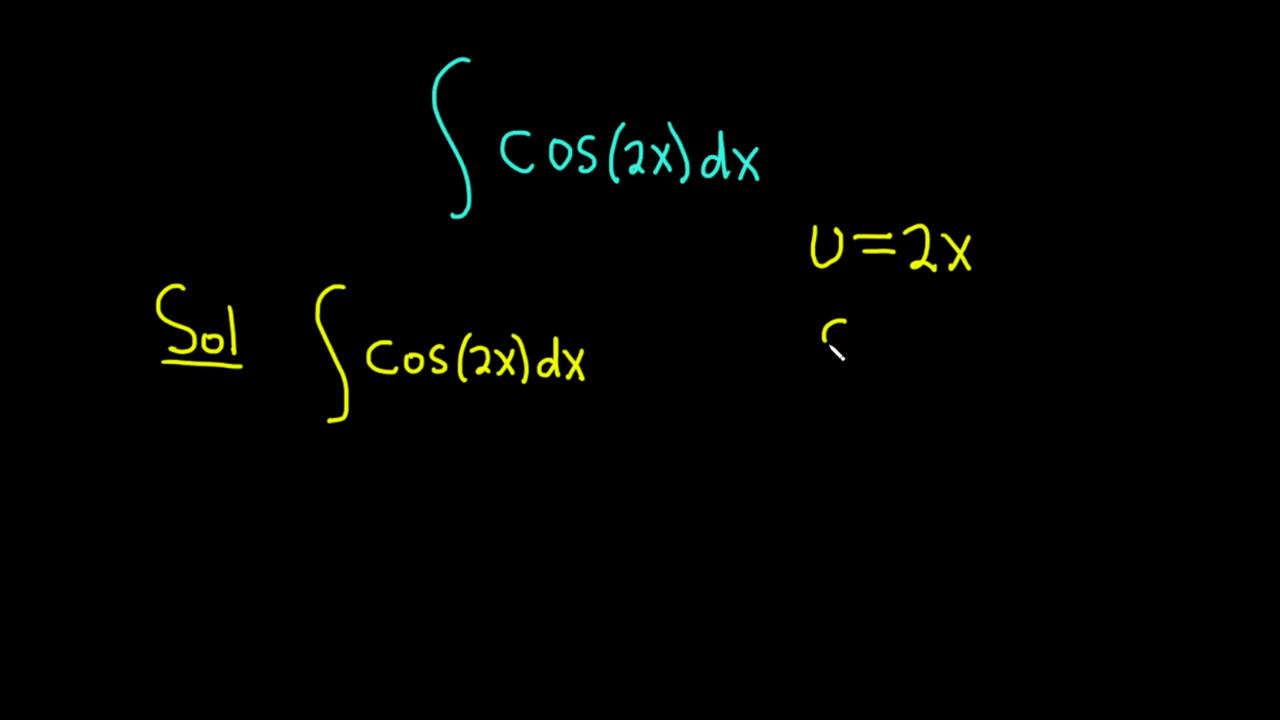 ∫ cos(2x)dx
u=2x
Sol ∫ cos(2x)dx